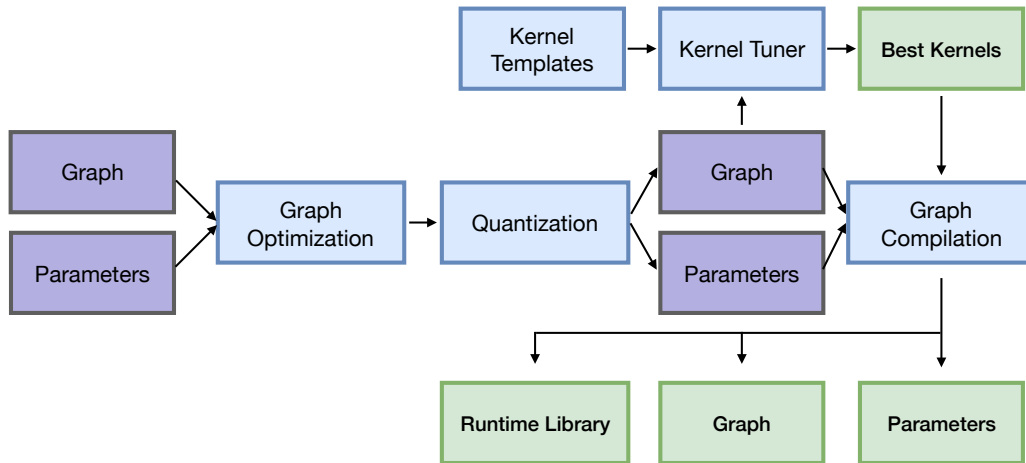 Kernel
Templates
Kernel Tuner
Best Kernels
Graph
Parameters
Graph
Optimization
Quantization
Graph
Parameters
Graph
Compilation
Runtime Library
Graph
Parameters